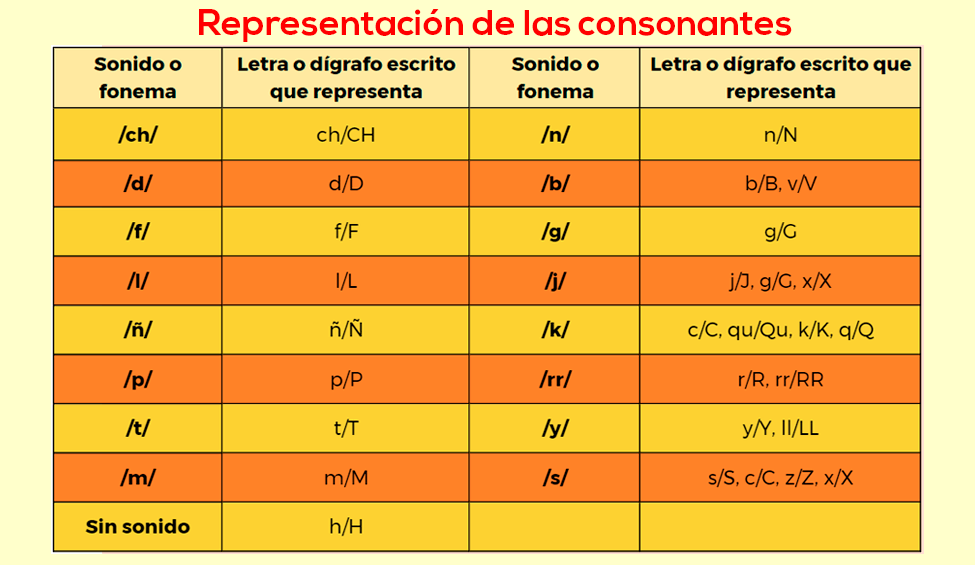 Representación de las consonantes
Sonido o fonema	Letra o dígrafo escrito que representa	Sonido o fonema	Letra o dígrafo escrito que representa
/ch/	ch/CH	/n/	n/N
/d/	d/D	/b/	b/B, v/V
/f/	f/F	/g/	g/G
/l/	l/L	/j/	j/J, g/G, x/X
/ñ/	ñ/Ñ	/k/	c/C, qu/Qu, k/K, q/Q
/p/	p/P	/rr/	r/R, rr/RR
/t/	t/T	/y/	y/Y, ll/LL
/m/	m/M	/s/	s/S, c/C, z/Z, x/X
Sin sonido	h/H